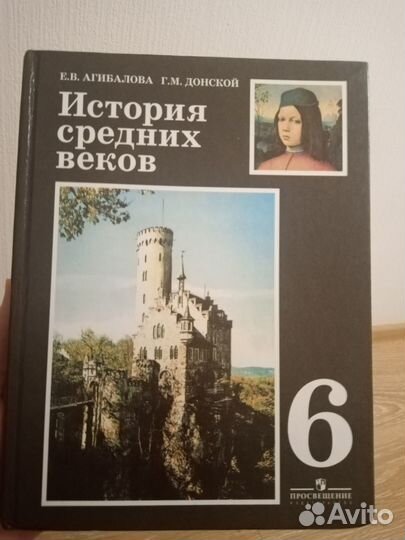 Е.В. АГИБАЛОВА Г.М. ДОНСКОЙ
История
средних
веков
6
ПРОСВЕЩЕНИЕ
Avito